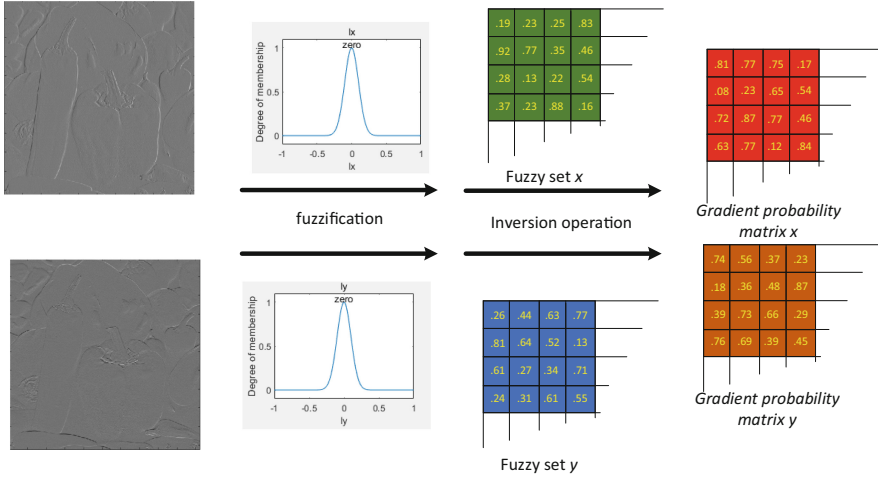 Ix
zero
Degree of membership
1
0.5
0
-1 -0.5 0 0.5 1
Ix
.19 .23 .25 .83
.92 .77 .35 .46
.28 .13 .22 .54
.37 .23 .88 .16
Fuzzy set x
.81 .77 .75 .17
.08 .23 .65 .54
.72 .87 .77 .46
.63 .77 .12 .84
Gradient probability
matrix x
fuzzification
Inversion operation
Iy
zero
Degree of membership
1
0.5
0
-1 -0.5 0 0.5 1
Iy
.26 .44 .63 .77
.81 .64 .52 .13
.61 .27 .34 .71
.24 .31 .61 .55
Fuzzy set y
.74 .56 .37 .23
.18 .36 .48 .87
.39 .73 .66 .29
.76 .69 .39 .45
Gradient probability
matrix y